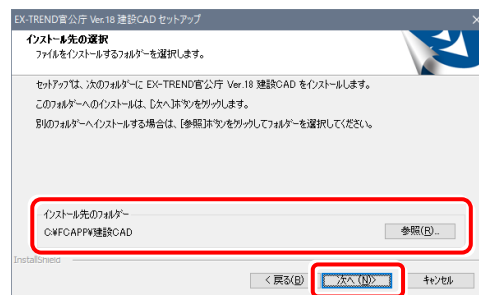 EX-TREND官公庁 Ver.18 建設CAD セットアップ
インストール先の選択
ファイルをインストールするフォルダーを選択します。
セットアップは、次のフォルダーに EX-TREND官公庁 Ver.18 建設CAD をインストールします。
このフォルダーへのインストールは、[次へ]ボタンをクリックします。
別のフォルダーへインストールする場合は、[参照]ボタンをクリックしてフォルダーを選択してください。
インストール先のフォルダー
C:¥FCAPP¥建設CAD
参照(R)...
InstallShield
< 戻る(B)
次へ (N)>
キャンセル